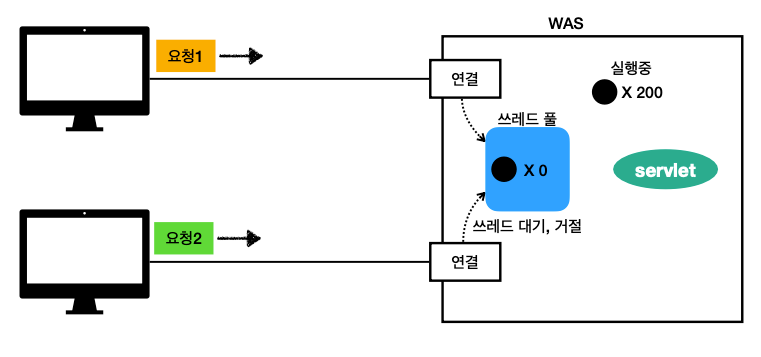 WAS
요청1
연결
실행중
X 200
쓰레드 풀
X 0
servlet
쓰레드 대기, 거절
요청2
연결